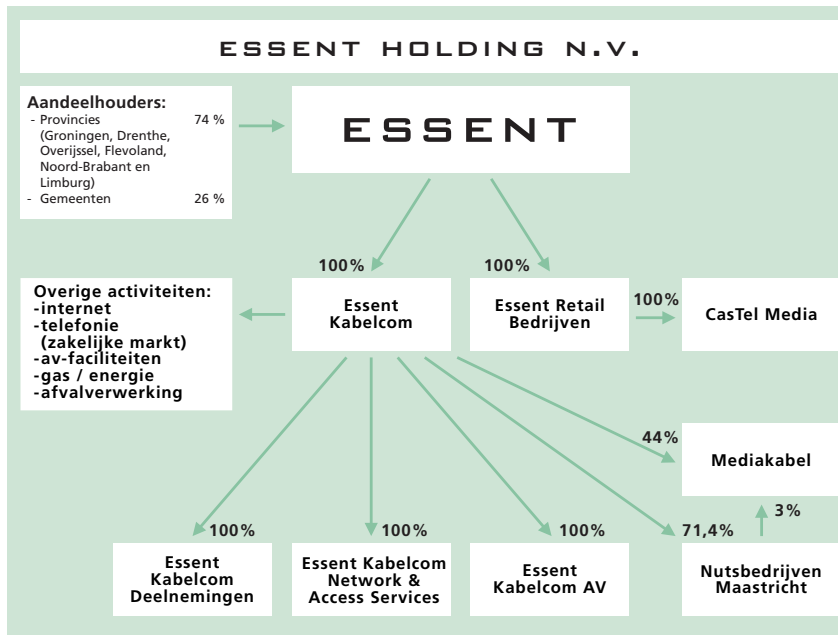 ESSENT HOLDING N.V.
Aandeelhouders:
- Provincies 74 %
(Groningen, Drenthe,
Overijssel, Flevoland,
Noord-Brabant en
Limburg)
- Gemeenten 26 %
ESSENT
100%
100%
Overige activiteiten:
-internet
-telefonie
(zakelijke markt)
-av-faciliteiten
-gas / energie
-afvalverwerking
Essent
Kabelcom
Essent Retail
Bedrijven
100%
CasTel Media
44%
Mediakabel
3%
100%
Essent
Kabelcom
Deelnemingen
100%
Essent Kabelcom
Network &
Access Services
100%
Essent
Kabelcom AV
71,4%
Nutsbedrijven
Maastricht